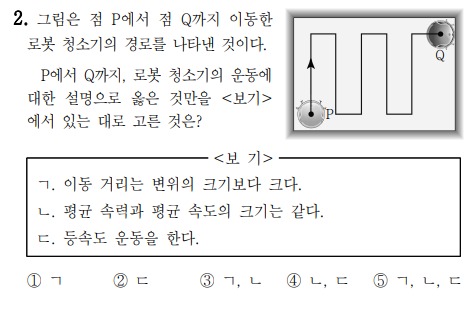 2. 그림은 점 P에서 점 Q까지 이동한
로봇 청소기의 경로를 나타낸 것이다.
P에서 Q까지, 로봇 청소기의 운동에
대한 설명으로 옳은 것만을 <보기>
에서 있는 대로 고른 것은?
P
Q
<보 기>
ㄱ. 이동 거리는 변위의 크기보다 크다.
ㄴ. 평균 속력과 평균 속도의 크기는 같다.
ㄷ. 등속도 운동을 한다.
① ㄱ ② ㄷ ③ ㄱ, ㄴ ④ ㄴ, ㄷ ⑤ ㄱ, ㄴ, ㄷ